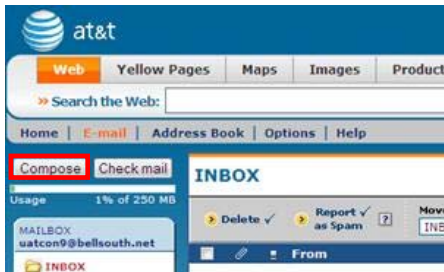 at&t
Web Yellow Pages Maps Images Product
» Search the Web:
Home | E-mail | Address Book | Options | Help
Compose Check mail INBOX
Usage 1% of 250 MB
Delete √ Report √ as Spam [?] Move
INB
MAILBOX
uatcon9@bellsouth.net
From
INBOX